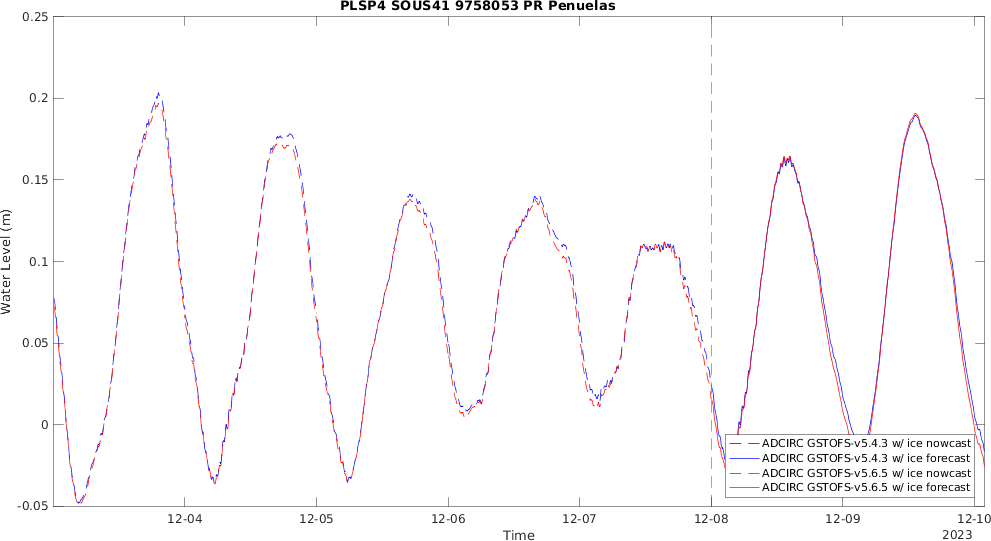 PLSP4 SOUS41 9758053 PR Penuelas
0.25
0.2
0.15
0.1
0.05
0
-0.05
Water Level (m)
12-04 12-05 12-06 12-07 12-08 12-09 12-10
Time
2023
ADCIRC GSTOFS-v5.4.3 w/ ice nowcast
ADCIRC GSTOFS-v5.4.3 w/ ice forecast
ADCIRC GSTOFS-v5.6.5 w/ ice nowcast
ADCIRC GSTOFS-v5.6.5 w/ ice forecast